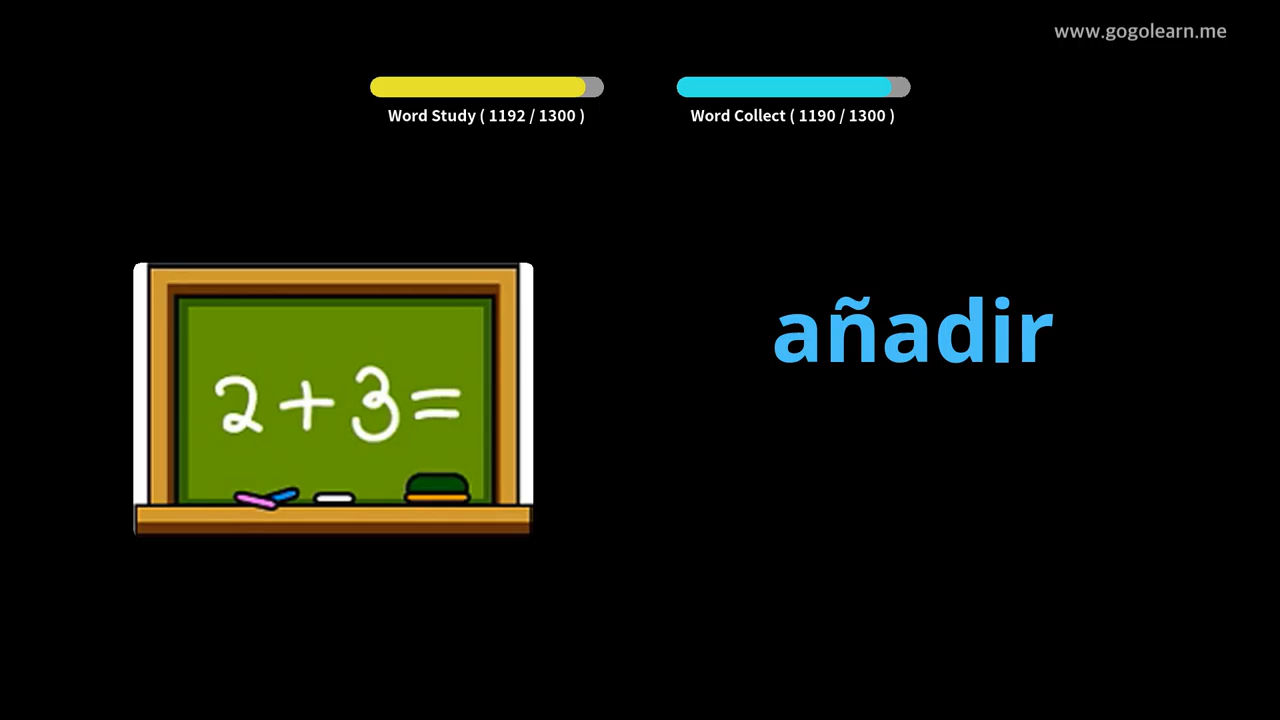 www.gogolearn.me
Word Study ( 1192 / 1300 )
Word Collect ( 1190 / 1300 )
añadir
2 + 3 =